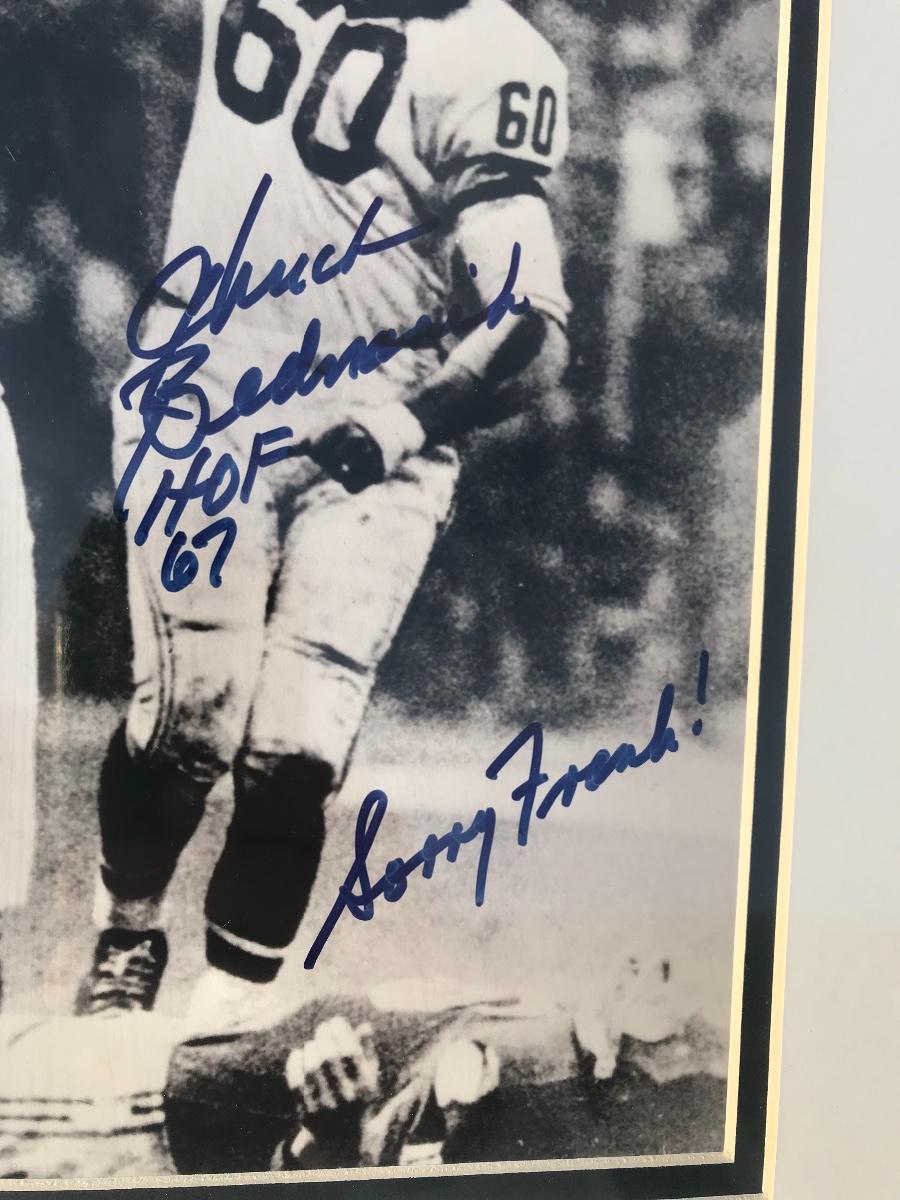 60
60
Chuck
Bednarik
HOF
67
Sorry Frank!